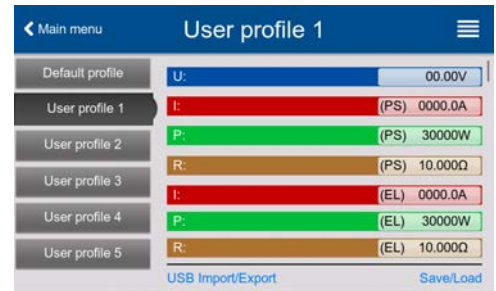 Main menu
User profile 1
Default profile
User profile 1
User profile 2
User profile 3
User profile 4
User profile 5
U: 00.00V
I: (PS) 0000.0A
P: (PS) 30000W
R: (PS) 10.000Ω
I: (EL) 0000.0A
P: (EL) 30000W
R: (EL) 10.000Ω
USB Import/Export
Save/Load